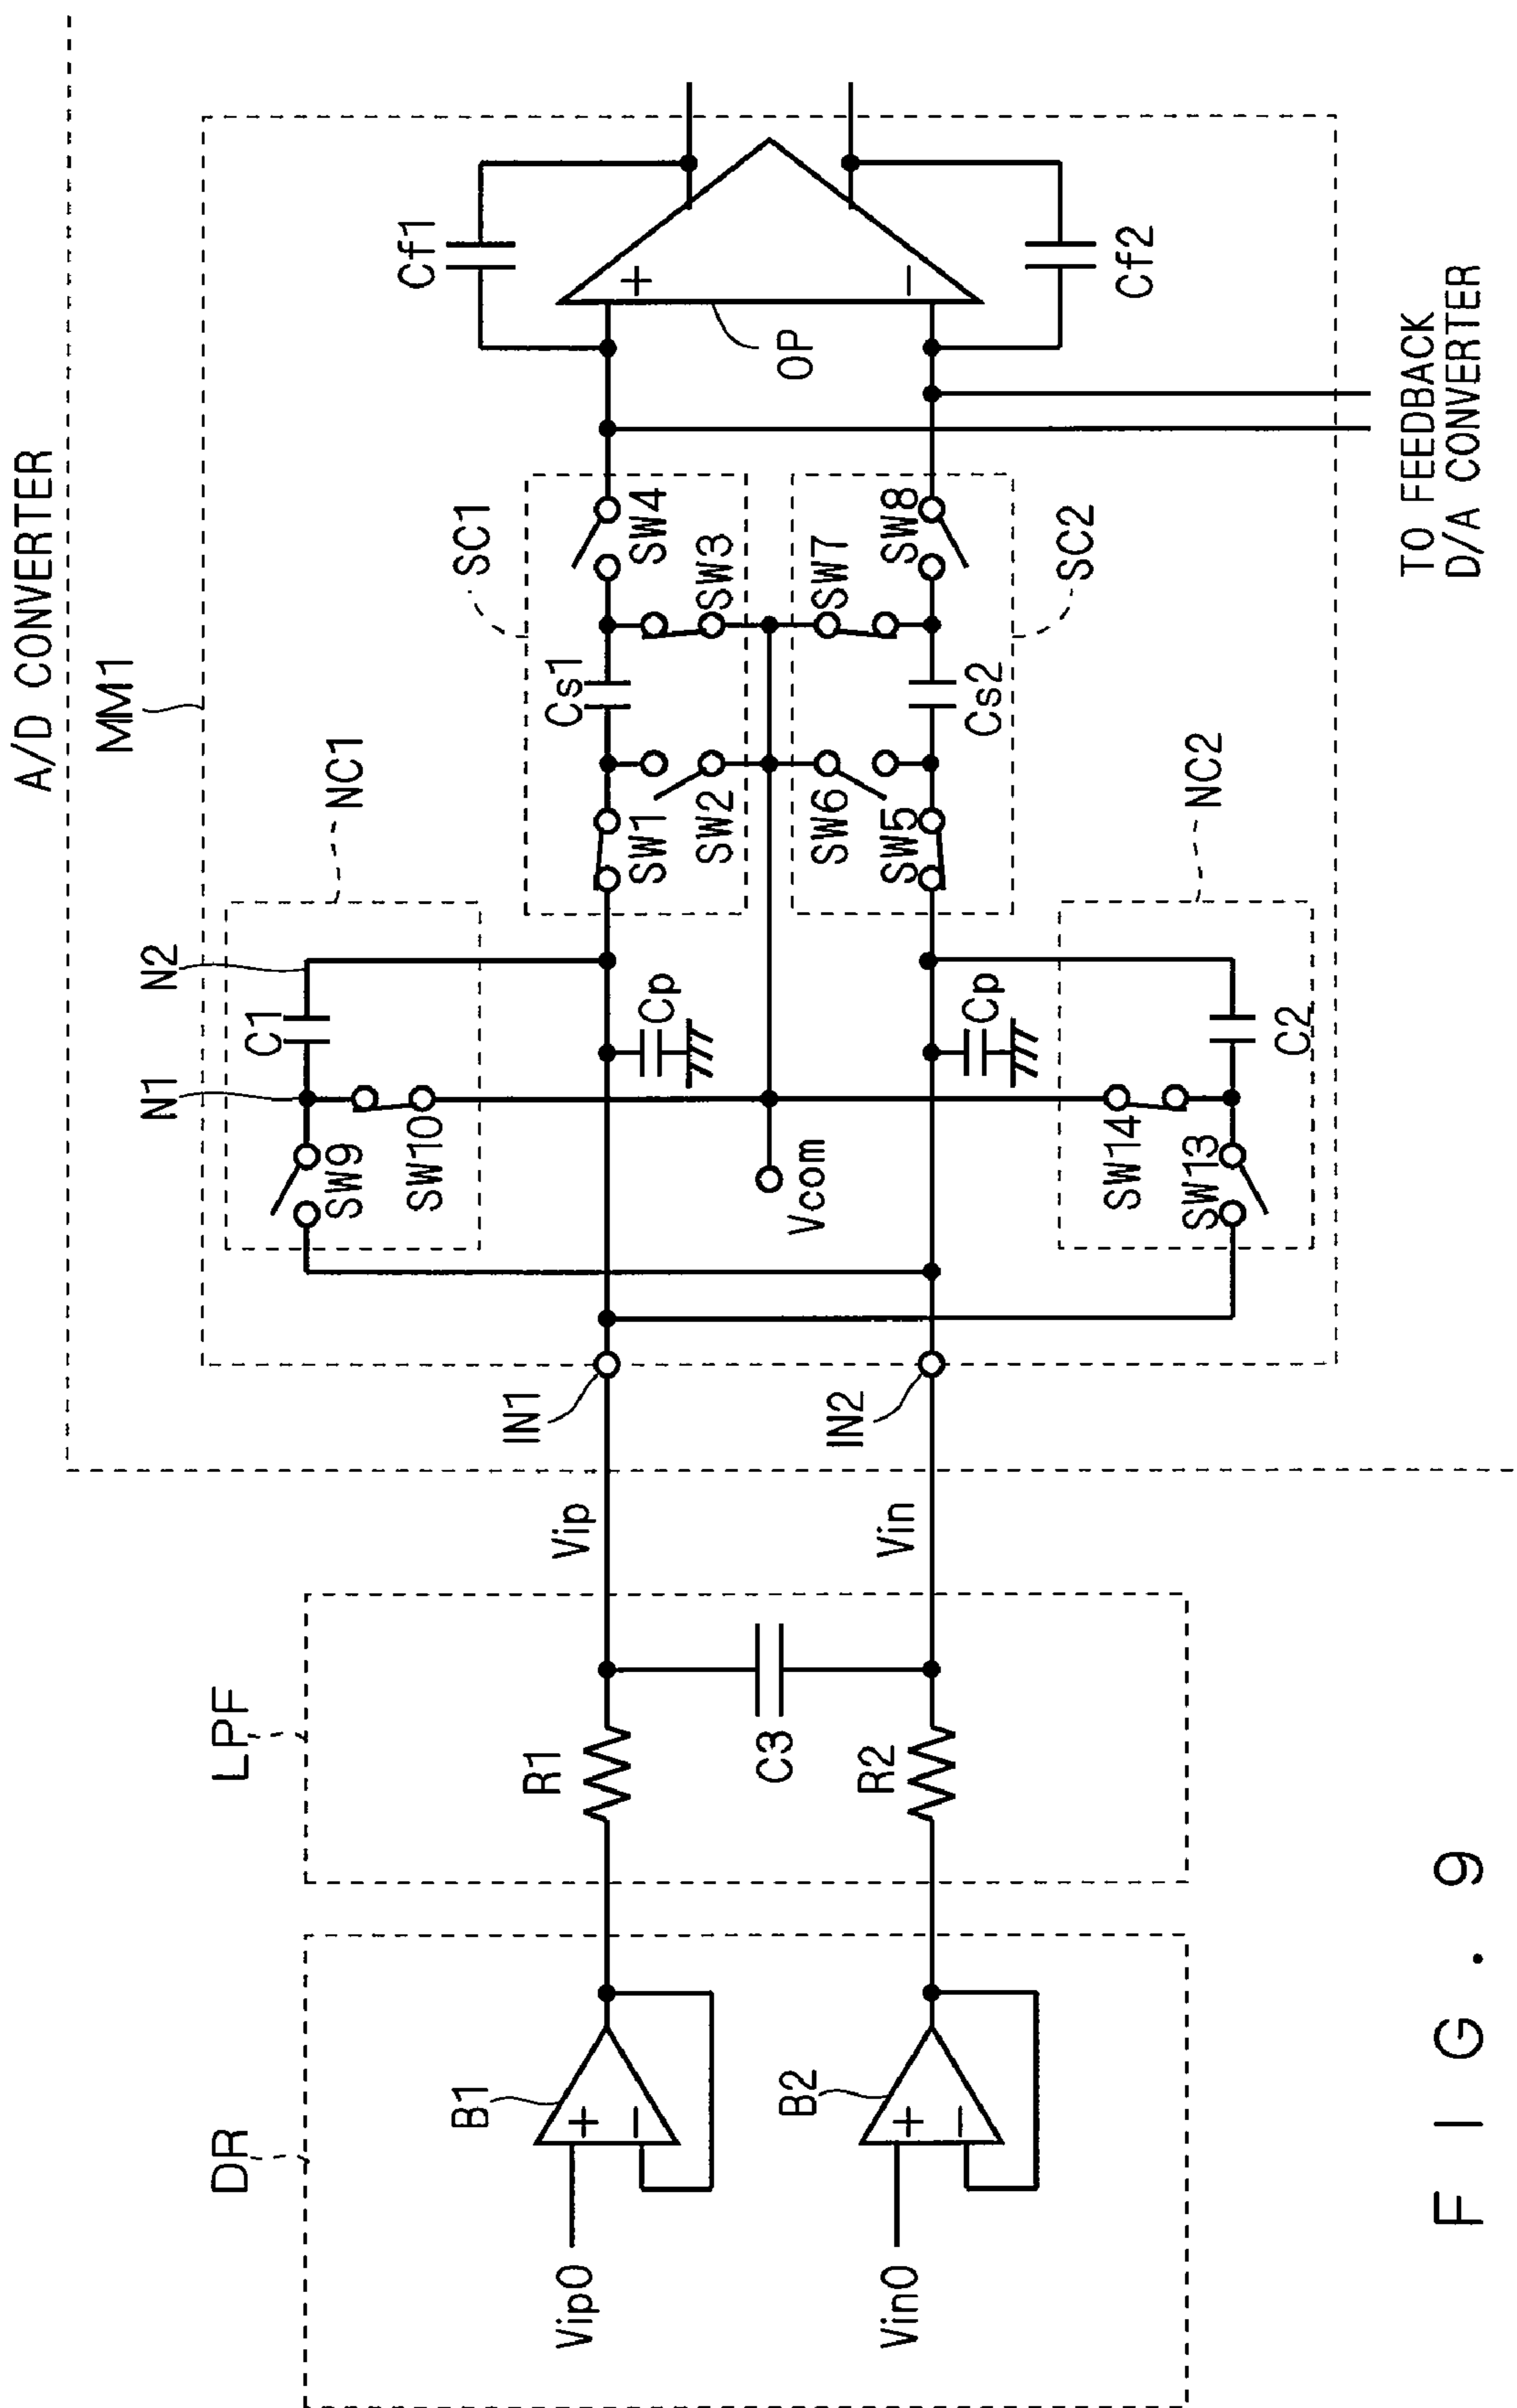 A/D CONVERTER
MM1
NC1
N1
N2
C1
SW9
SW10
SC1
Cs1
SW1
SW2
SW3
SW4
Cf1
+
−
OP
Cp
Vcom
Cp
SW6
SW5
SW7
SW8
Cs2
SC2
Cf2
NC2
SW14
SW13
C2
TO FEEDBACK
D/A CONVERTER
IN1
IN2
Vip
Vin
LPF
R1
C3
R2
DR
B1
+
−
Vip0
B2
+
−
Vin0
FIG. 9